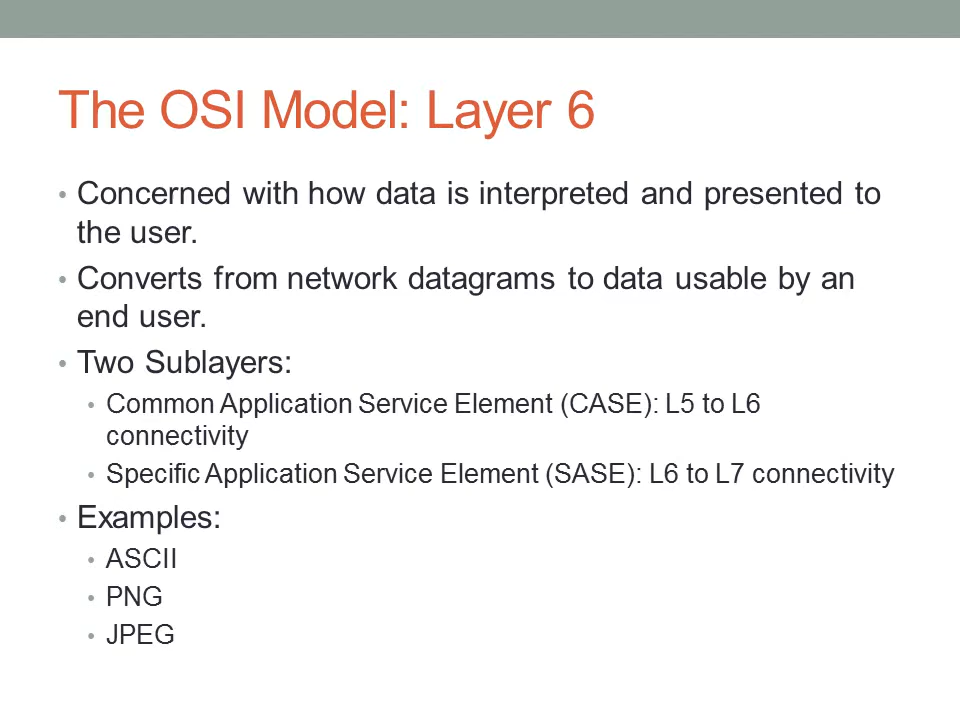 The OSI Model: Layer 6
• Concerned with how data is interpreted and presented to
the user.
• Converts from network datagrams to data usable by an
end user.
• Two Sublayers:
• Common Application Service Element (CASE): L5 to L6
connectivity
• Specific Application Service Element (SASE): L6 to L7 connectivity
• Examples:
• ASCII
• PNG
• JPEG